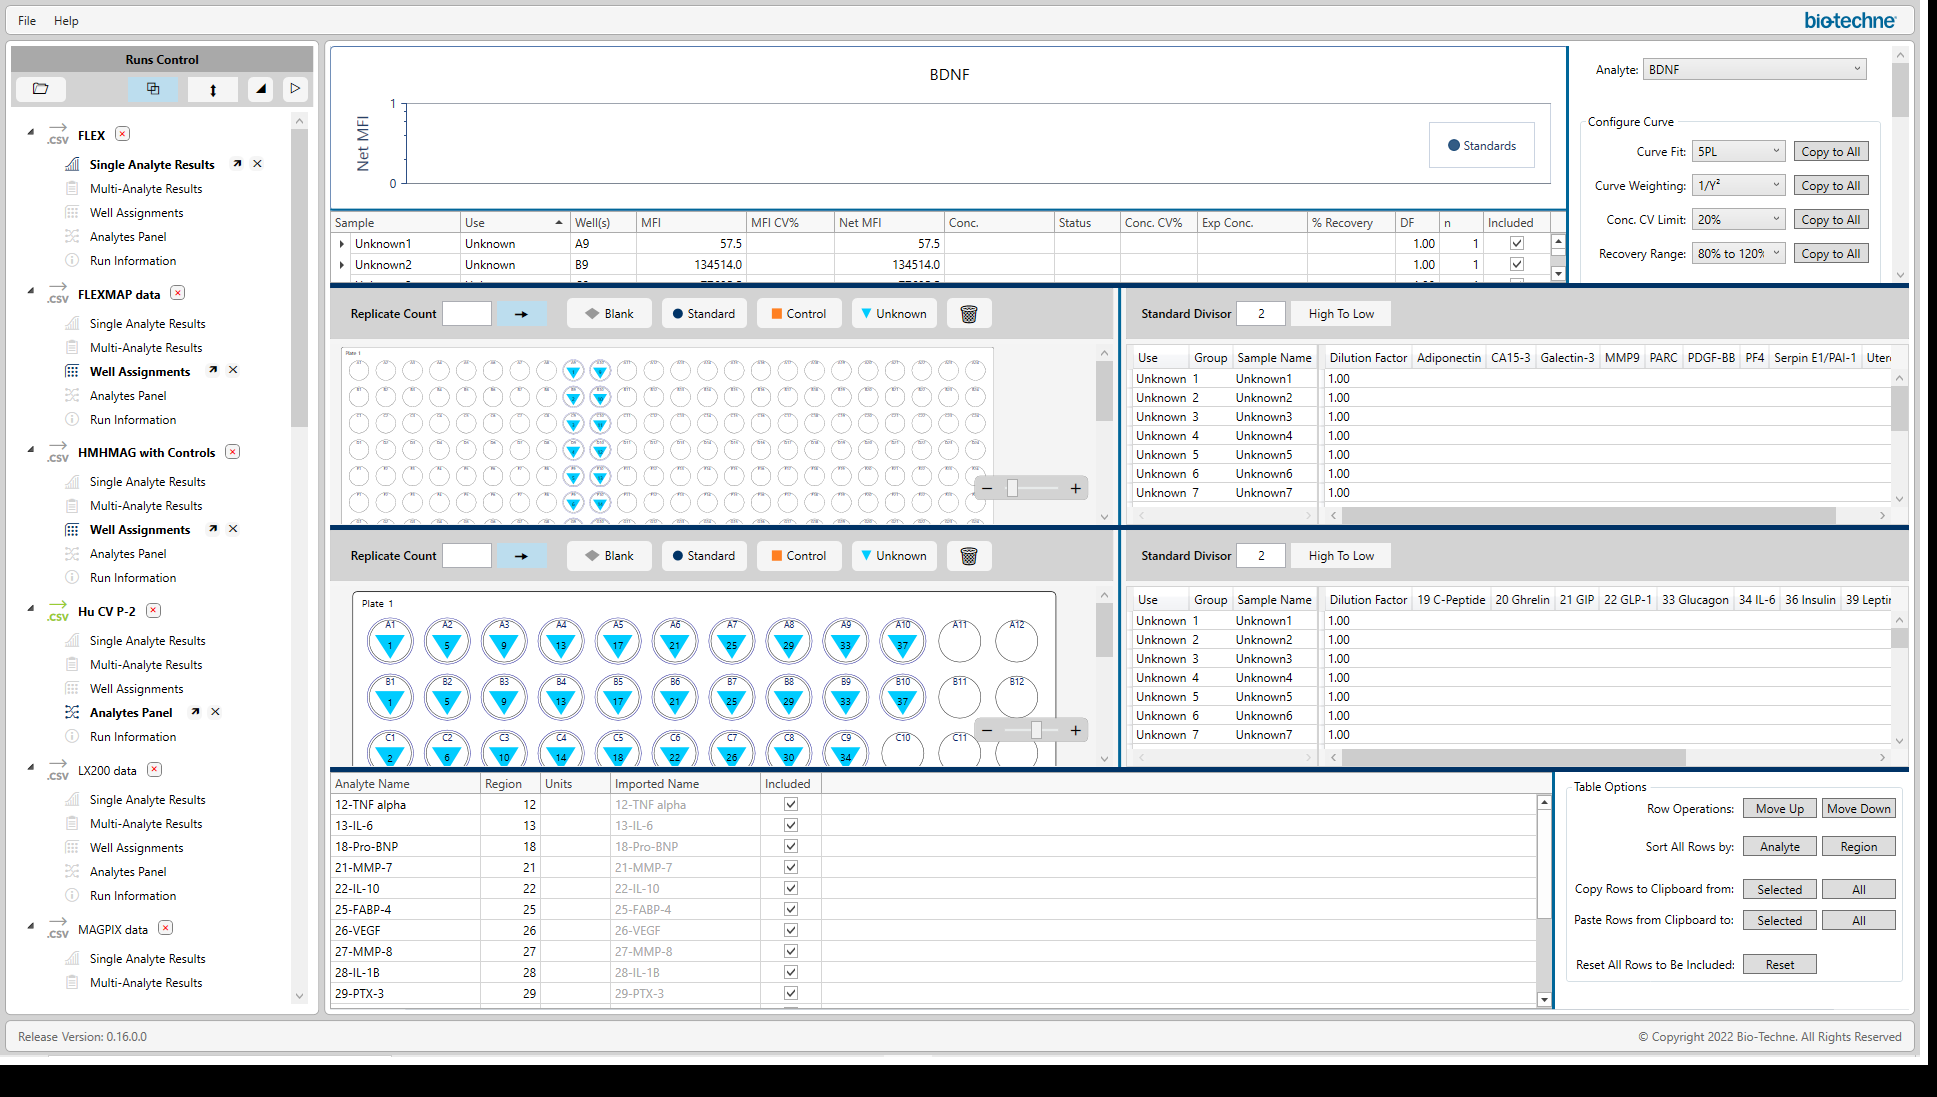 File Help
bio-techne
Runs Control
FLEX
Single Analyte Results
Multi-Analyte Results
Well Assignments
Analytes Panel
Run Information
FLEXMAP data
Single Analyte Results
Multi-Analyte Results
Well Assignments
Analytes Panel
Run Information
HMHMAG with Controls
Single Analyte Results
Multi-Analyte Results
Well Assignments
Analytes Panel
Run Information
Hu CV P-2
Single Analyte Results
Multi-Analyte Results
Well Assignments
Analytes Panel
Run Information
LX200 data
Single Analyte Results
Multi-Analyte Results
Well Assignments
Analytes Panel
Run Information
MAGPIX data
Single Analyte Results
Multi-Analyte Results
BDNF
Net MFI
1
0
Standards
Analyte: BDNF
Configure Curve
Curve Fit: 5PL Copy to All
Curve Weighting: 1/Y² Copy to All
Conc. CV Limit: 20% Copy to All
Recovery Range: 80% to 120% Copy to All
Sample Use Well(s) MFI MFI CV% Net MFI Conc. Status Conc. CV% Exp Conc. % Recovery DF n Included
Unknown1 Unknown A9 57.5 57.5 1.00 1
Unknown2 Unknown B9 134514.0 134514.0 1.00 1
Replicate Count Blank Standard Control Unknown
Standard Divisor 2 High To Low
Plate 1
Use Group Sample Name Dilution Factor Adiponectin CA15-3 Galectin-3 MMP9 PARC PDGF-BB PF4 Serpin E1/PAI-1
Unknown 1 Unknown1 1.00
Unknown 2 Unknown2 1.00
Unknown 3 Unknown3 1.00
Unknown 4 Unknown4 1.00
Unknown 5 Unknown5 1.00
Unknown 6 Unknown6 1.00
Unknown 7 Unknown7 1.00
Replicate Count Blank Standard Control Unknown
Standard Divisor 2 High To Low
Plate 1
A1 A2 A3 A4 A5 A6 A7 A8 A9 A10 A11 A12
1 5 9 13 17 21 25 29 33 37
B1 B2 B3 B4 B5 B6 B7 B8 B9 B10 B11 B12
1 5 9 13 17 21 25 29 33 37
C1 C2 C3 C4 C5 C6 C7 C8 C9 C10 C11
2 6 10 14 18 22 26 30 34
Use Group Sample Name Dilution Factor 19 C-Peptide 20 Ghrelin 21 GIP 22 GLP-1 33 Glucagon 34 IL-6 36 Insulin 39 Leptin
Unknown 1 Unknown1 1.00
Unknown 2 Unknown2 1.00
Unknown 3 Unknown3 1.00
Unknown 4 Unknown4 1.00
Unknown 5 Unknown5 1.00
Unknown 6 Unknown6 1.00
Unknown 7 Unknown7 1.00
Analyte Name Region Units Imported Name Included
12-TNF alpha 12 12-TNF alpha
13-IL-6 13 13-IL-6
18-Pro-BNP 18 18-Pro-BNP
21-MMP-7 21 21-MMP-7
22-IL-10 22 22-IL-10
25-FABP-4 25 25-FABP-4
26-VEGF 26 26-VEGF
27-MMP-8 27 27-MMP-8
28-IL-1B 28 28-IL-1B
29-PTX-3 29 29-PTX-3
Table Options
Row Operations: Move Up Move Down
Sort All Rows by: Analyte Region
Copy Rows to Clipboard from: Selected All
Paste Rows from Clipboard to: Selected All
Reset All Rows to Be Included: Reset
Release Version: 0.16.0.0
© Copyright 2022 Bio-Techne. All Rights Reserved